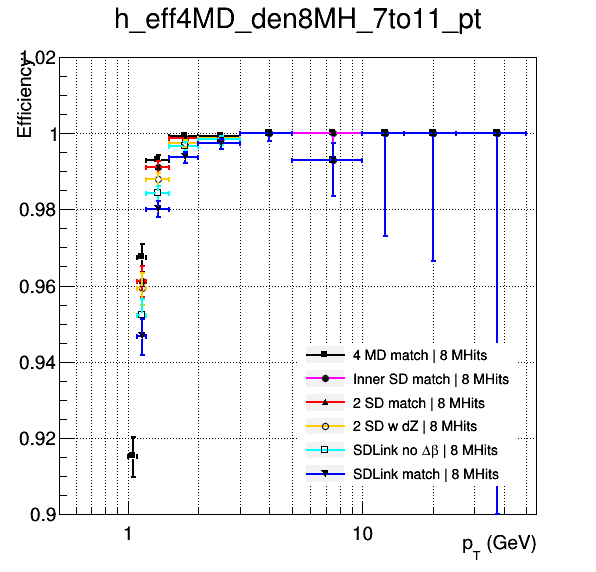 h_eff4MD_den8MH_7to11_pt
Efficiency
1.02
1
0.98
0.96
0.94
0.92
0.9
4 MD match | 8 MHits
Inner SD match | 8 MHits
2 SD match | 8 MHits
2 SD w dZ | 8 MHits
SDLink no Δβ | 8 MHits
SDLink match | 8 MHits
1
10
p_T (GeV)